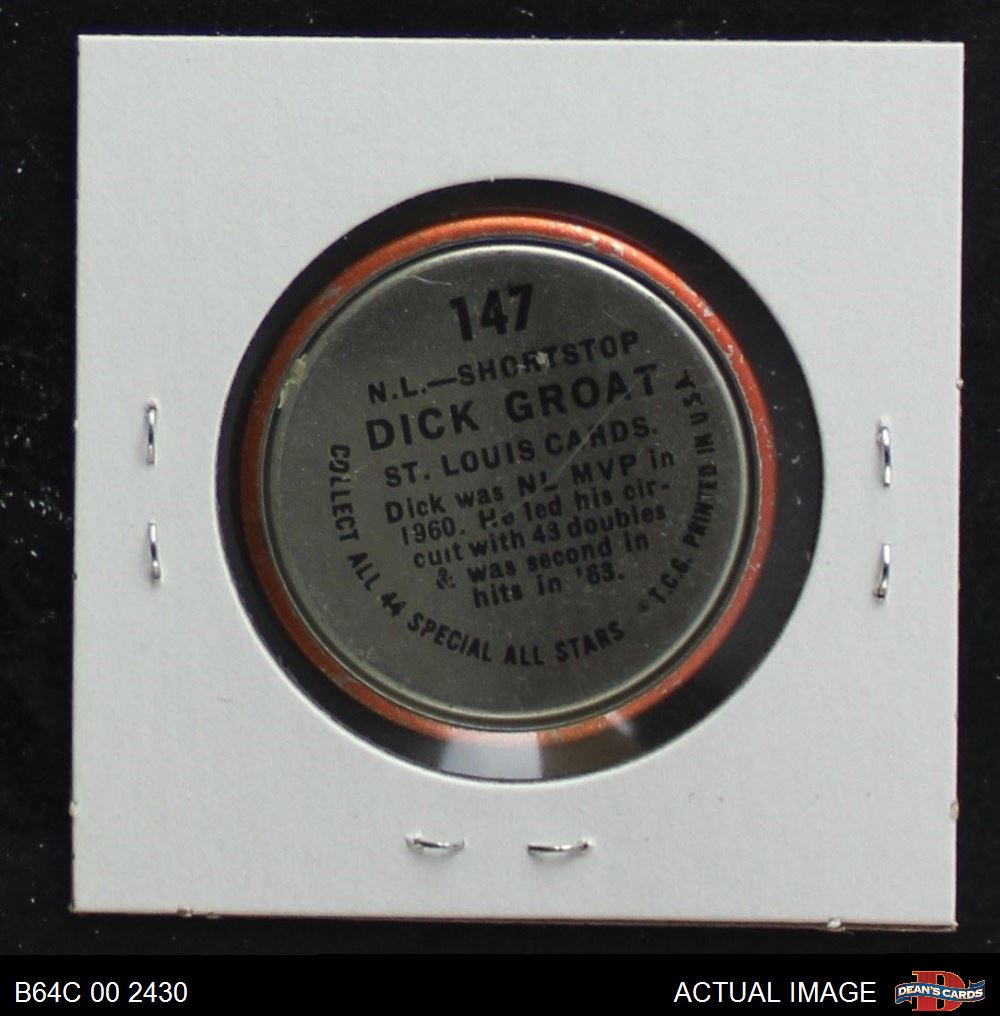 147
N.L.—SHORTSTOP
DICK GROAT
ST. LOUIS CARDS.
Dick was NL MVP in
1960. He led his cir-
cuit with 43 doubles
& was second in
hits in '63.
COLLECT ALL 44 SPECIAL ALL STARS
© T.C.G. PRINTED IN USA
B64C 00 2430
ACTUAL IMAGE
DEAN'S CARDS